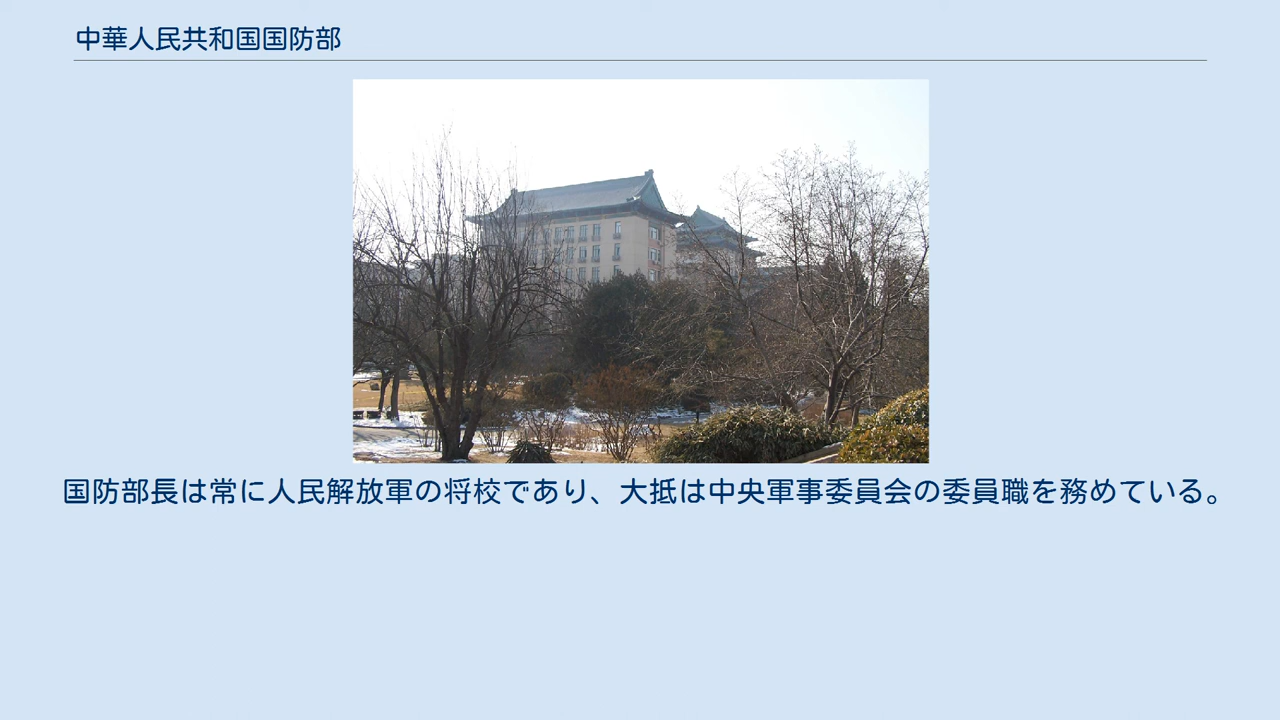 中華人民共和国国防部
国防部長は常に人民解放軍の将校であり、大抵は中央軍事委員会の委員職を務めている。